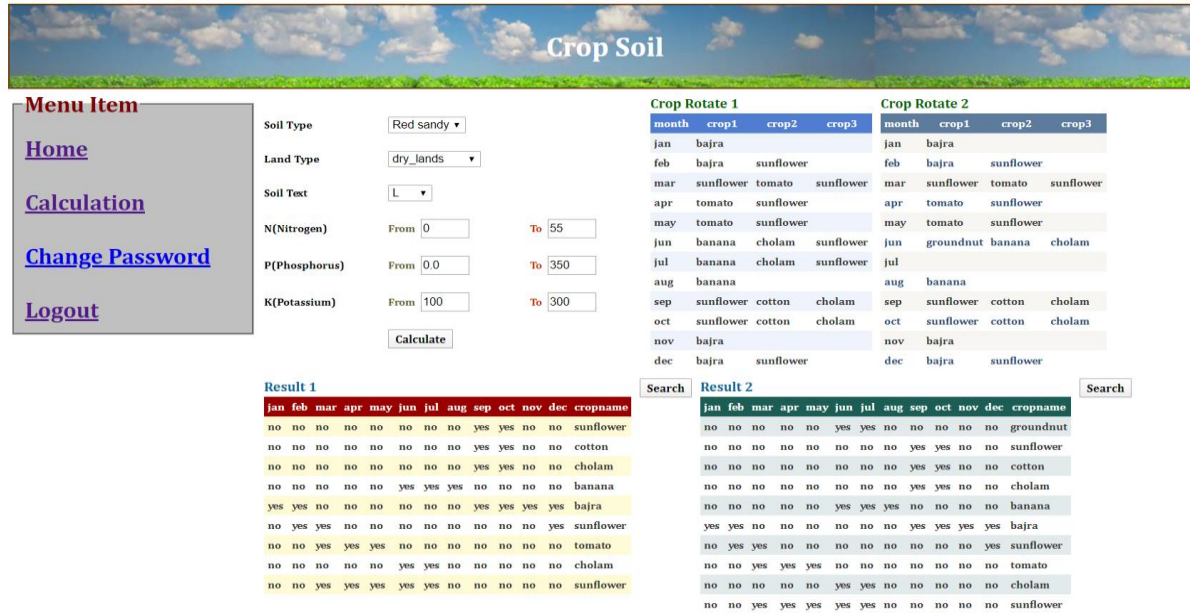 Crop Soil
Menu Item
Home
Calculation
Change Password
Logout
Soil Type Red sandy
Land Type dry_lands
Soil Text L
N(Nitrogen) From 0 To 55
P(Phosphorus) From 0.0 To 350
K(Potassium) From 100 To 300
Calculate
Crop Rotate 1
month crop1 crop2 crop3
jan bajra
feb bajra sunflower
mar sunflower tomato sunflower
apr tomato sunflower
may tomato sunflower
jun banana cholam sunflower
jul banana cholam sunflower
aug banana
sep sunflower cotton cholam
oct sunflower cotton cholam
nov bajra
dec bajra sunflower
Crop Rotate 2
month crop1 crop2 crop3
jan bajra
feb bajra sunflower
mar sunflower tomato sunflower
apr tomato sunflower
may tomato sunflower
jun groundnut banana cholam
jul
aug banana
sep sunflower cotton cholam
oct sunflower cotton cholam
nov bajra
dec bajra sunflower
Result 1 Search
jan feb mar apr may jun jul aug sep oct nov dec cropname
no no no no no no no no yes yes no no sunflower
no no no no no no no no yes yes no no cotton
no no no no no no no no yes yes no no cholam
no no no no no yes yes yes no no no no banana
yes yes no no no no no no yes yes yes yes bajra
no yes yes no no no no no no no no yes sunflower
no no yes yes yes no no no no no no no tomato
no no no no no yes yes no no no no no cholam
no no yes yes yes yes yes no no no no no sunflower
Result 2 Search
jan feb mar apr may jun jul aug sep oct nov dec cropname
no no no no no yes yes no no no no no groundnut
no no no no no no no no yes yes no no sunflower
no no no no no no no no yes yes no no cotton
no no no no no no no no yes yes no no cholam
no no no no no yes yes yes no no no no banana
yes yes no no no no no no yes yes yes yes bajra
no yes yes no no no no no no no no yes sunflower
no no yes yes yes no no no no no no no tomato
no no no no no yes yes no no no no no cholam
no no yes yes yes yes yes no no no no no sunflower